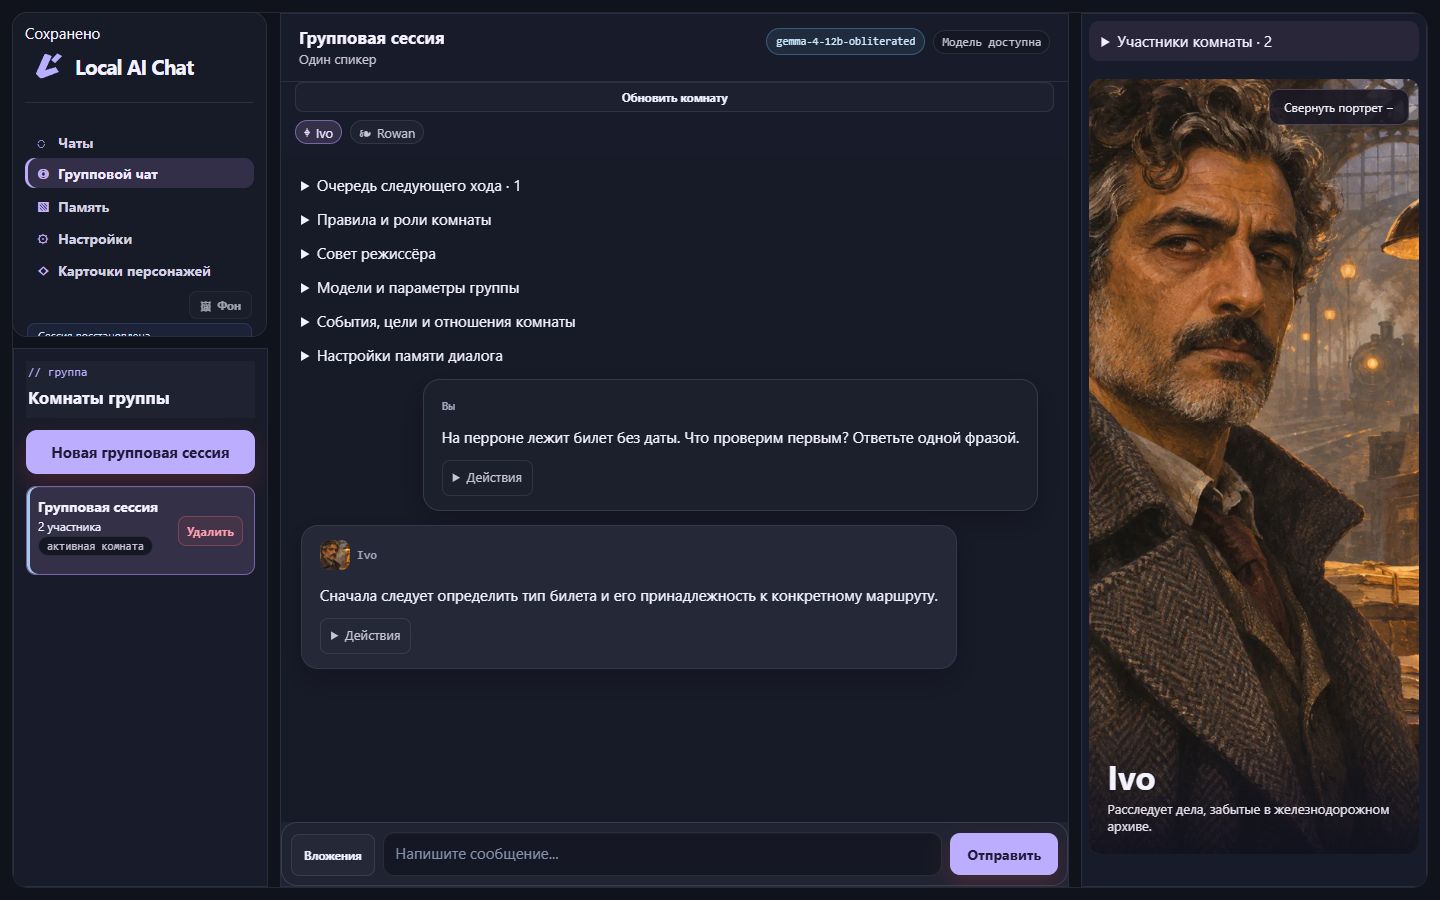 Сохранено
Local AI Chat
Чаты
Групповой чат
Память
Настройки
Карточки персонажей
Фон
Сессия восстановлена
// группа
Комнаты группы
Новая групповая сессия
Групповая сессия
2 участника
активная комната
Удалить
Групповая сессия
Один спикер
gemma-4-12b-obliterated
Модель доступна
Обновить комнату
Ivo
Rowan
Очередь следующего хода · 1
Правила и роли комнаты
Совет режиссёра
Модели и параметры группы
События, цели и отношения комнаты
Настройки памяти диалога
Вы
На перроне лежит билет без даты. Что проверим первым? Ответьте одной фразой.
Действия
Ivo
Сначала следует определить тип билета и его принадлежность к конкретному маршруту.
Действия
Вложения
Напишите сообщение...
Отправить
Участники комнаты · 2
Свернуть портрет –
Ivo
Расследует дела, забытые в железнодорожном
архиве.